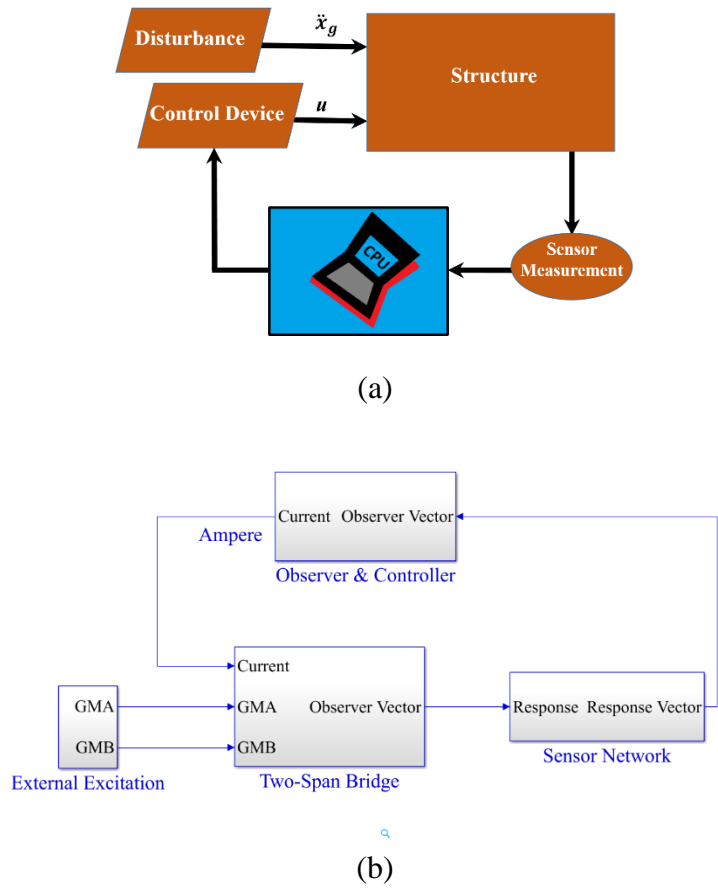 Disturbance
ẍg
Structure
Control Device
u
CPU
Sensor
Measurement
(a)
Current Observer Vector
Ampere
Observer & Controller
Current
GMA
GMA Observer Vector
Response Response Vector
GMB
GMB
External Excitation
Two-Span Bridge
Sensor Network
(b)